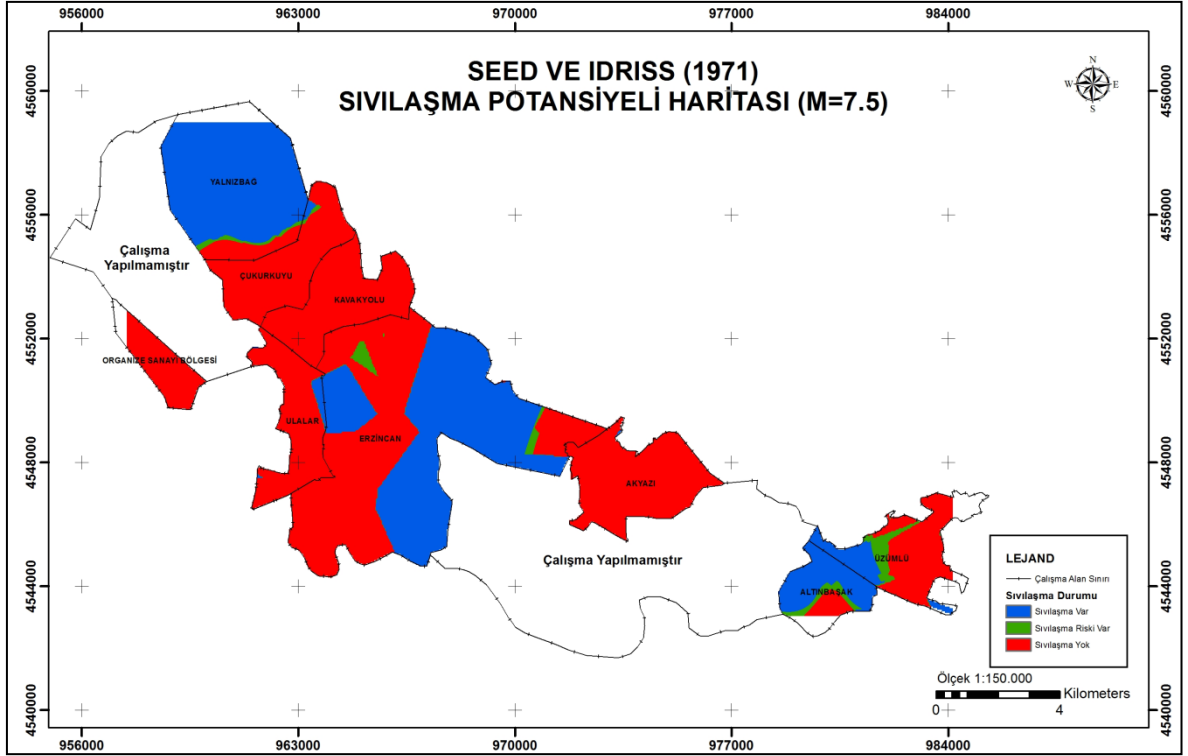 956000 963000 970000 977000 984000
SEED VE IDRISS (1971)
SIVILAŞMA POTANSİYELİ HARİTASI (M=7.5)
N
W E
S
4560000 4560000
YALNIZBAĞ
4556000 4556000
Çalışma
Yapılmamıştır
ÇUKURKUYU
KAVAKYOLU
4552000 4552000
ORGANİZE SANAYİ BÖLGESİ
ULALAR
ERZİNCAN
4548000 4548000
AKYAZI
Çalışma Yapılmamıştır
ÜZÜMLÜ
ALTINBAŞAK
4544000 4544000
LEJAND
Çalışma Alan Sınırı
Sıvılaşma Durumu
Sıvılaşma Var
Sıvılaşma Riski Var
Sıvılaşma Yok
Ölçek 1:150.000
Kilometers
0 4
4540000 4540000
956000 963000 970000 977000 984000